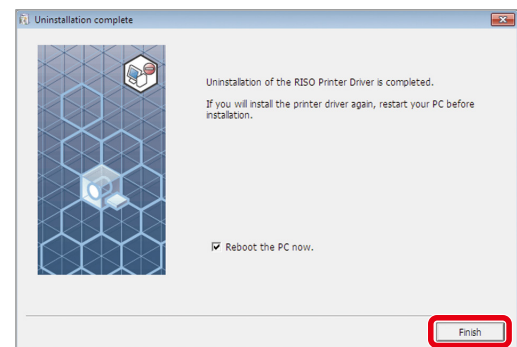 Uninstallation complete
Uninstallation of the RISO Printer Driver is completed.
If you will install the printer driver again, restart your PC before
installation.
Reboot the PC now.
Finish